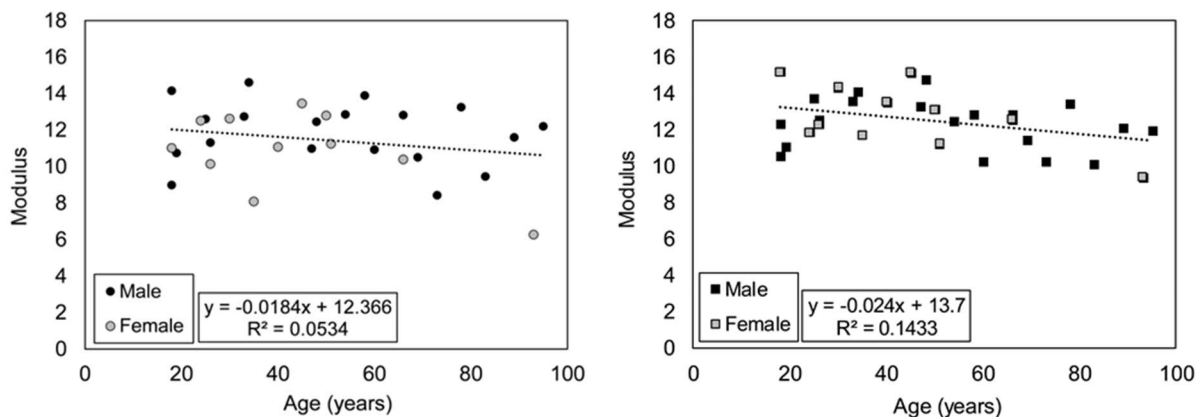 18
16
14
12
10
8
6
4
2
0
Modulus
Male
Female
y = -0.0184x + 12.366
R² = 0.0534
0 20 40 60 80 100
Age (years)
18
16
14
12
10
8
6
4
2
0
Modulus
Male
Female
y = -0.024x + 13.7
R² = 0.1433
0 20 40 60 80 100
Age (years)